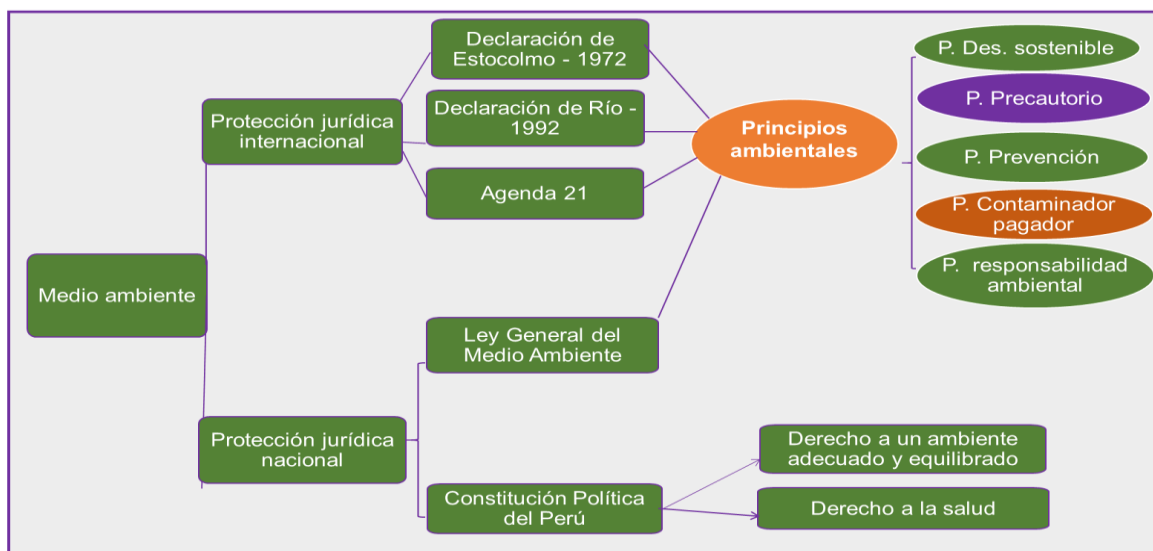 Medio ambiente
Protección jurídica
internacional
Declaración de
Estocolmo - 1972
Declaración de Río -
1992
Agenda 21
Principios
ambientales
P. Des. sostenible
P. Precautorio
P. Prevención
P. Contaminador
pagador
P. responsabilidad
ambiental
Protección jurídica
nacional
Ley General del
Medio Ambiente
Constitución Política
del Perú
Derecho a un ambiente
adecuado y equilibrado
Derecho a la salud